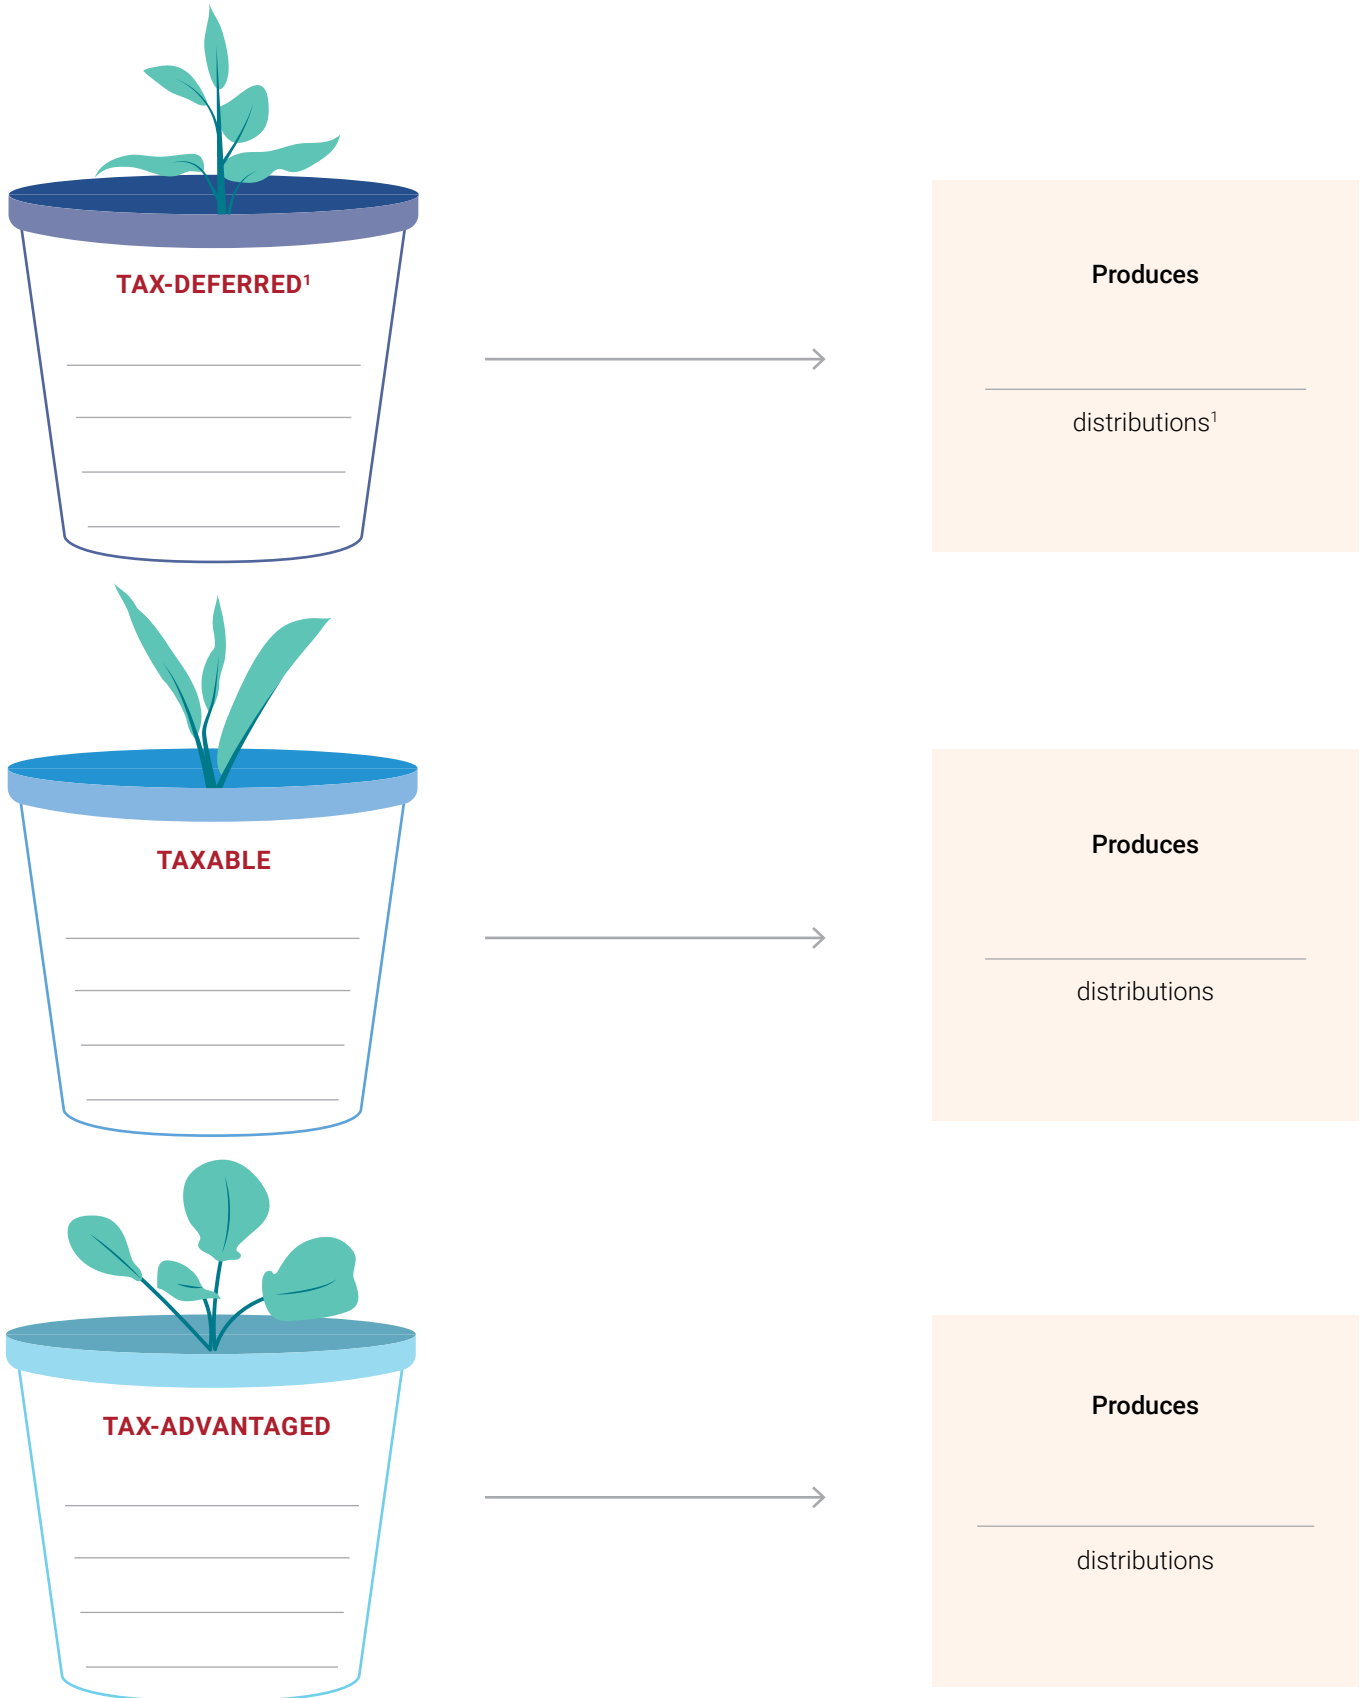 TAX-DEFERRED¹
Produces
distributions¹
TAXABLE
Produces
distributions
TAX-ADVANTAGED
Produces
distributions